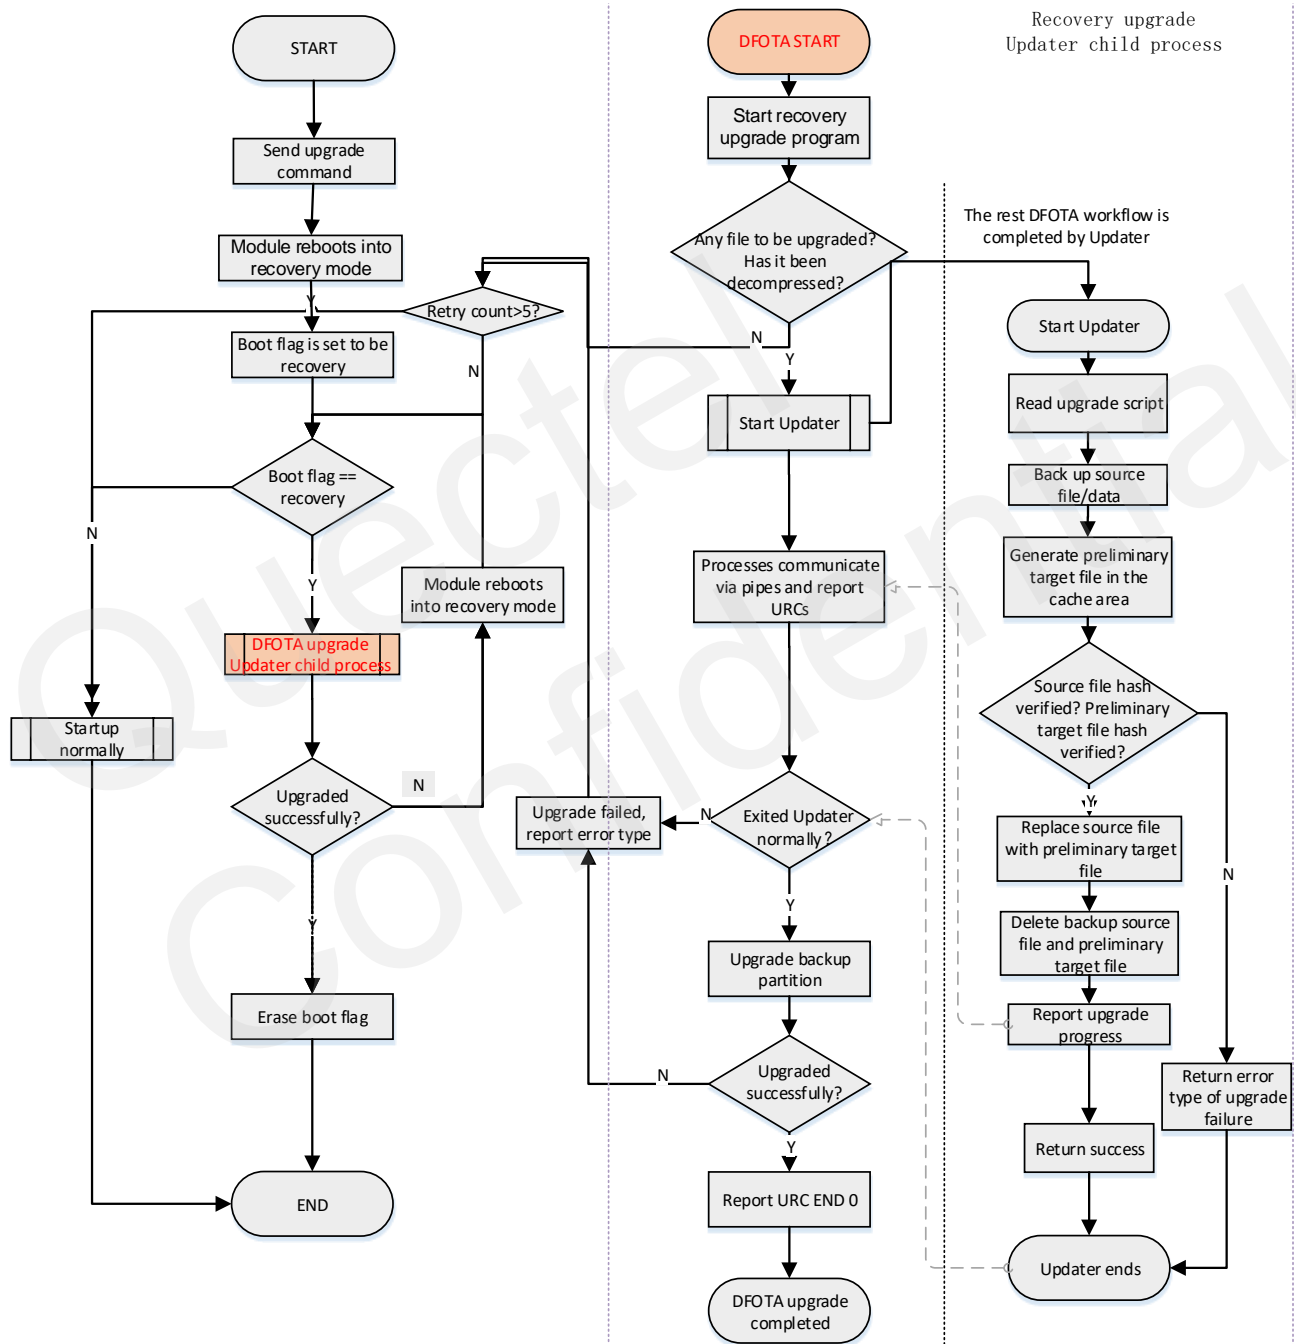 START
Send upgrade
command
Module reboots into
recovery mode
Y
Retry count>5?
Boot flag is set to be
recovery
N
Boot flag ==
recovery
N
Y
Module reboots
into recovery mode
DFOTA upgrade
Updater child process
Startup
normally
N
Upgraded
successfully?
Y
Erase boot flag
END
DFOTA START
Start recovery
upgrade program
Any file to be upgraded?
Has it been
decompressed?
N
Y
Start Updater
Processes communicate
via pipes and report
URCs
Exited Updater
normally?
N
Upgrade failed,
report error type
Y
Upgrade backup
partition
Upgraded
successfully?
N
Y
Report URC END 0
DFOTA upgrade
completed
Recovery upgrade
Updater child process
The rest DFOTA workflow is
completed by Updater
Start Updater
Read upgrade script
Back up source
file/data
Generate preliminary
target file in the
cache area
Source file hash
verified? Preliminary
target file hash
verified?
Y
N
Replace source file
with preliminary target
file
Delete backup source
file and preliminary
target file
Report upgrade
progress
Return error
type of upgrade
failure
Return success
Updater ends
Quectel
Confidential